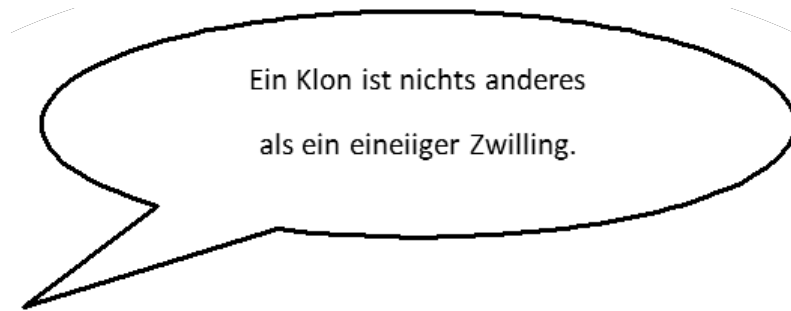 Ein Klon ist nichts anderes
als ein eineiiger Zwilling.